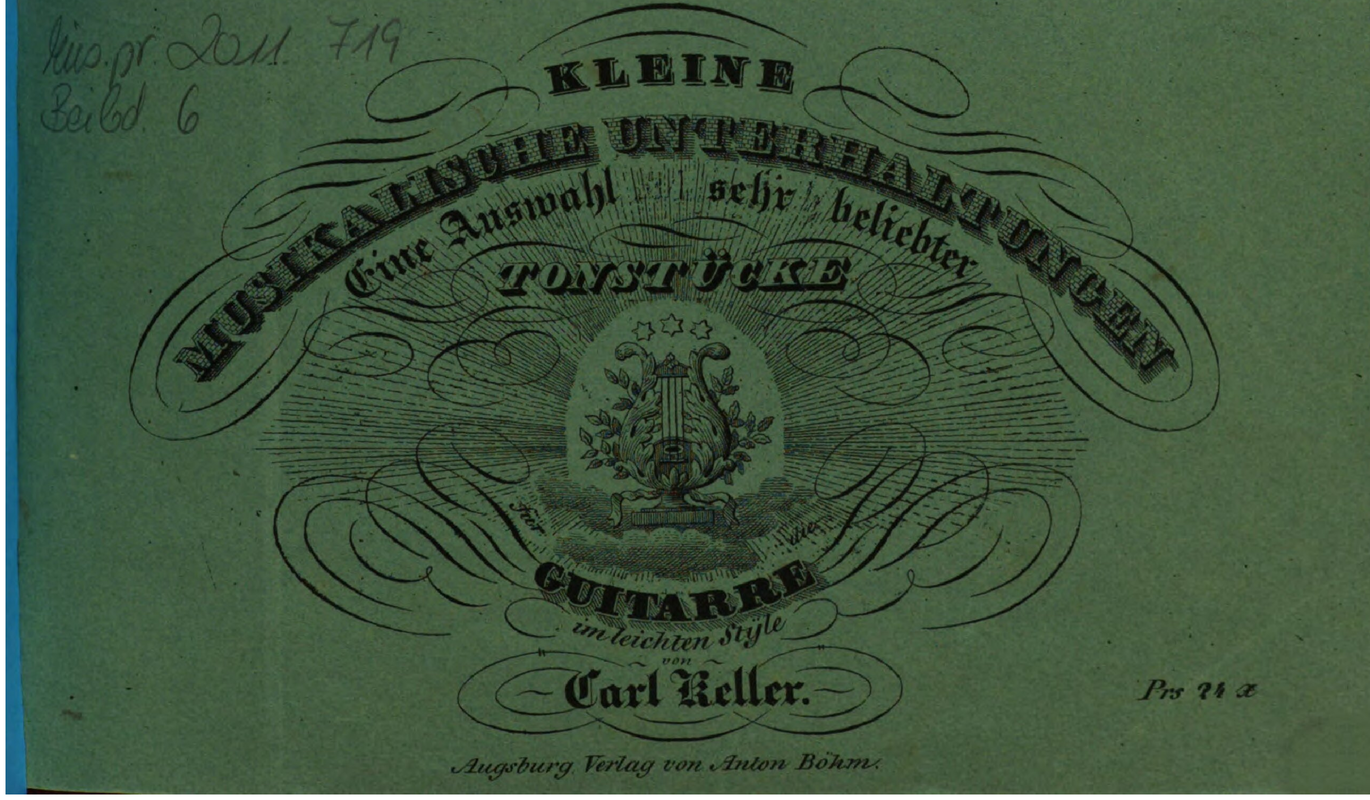 Mus.pr. 2011. 719
Beibd. 6
KLEINE
MUSIKALISCHE UNTERHALTUNGEN
Eine Auswahl sehr beliebter
TONSTÜCKE
für die
GUITARRE
im leichten Stÿle
von
Carl Keller.
Prs 24 x
Augsburg, Verlag von Anton Böhm.